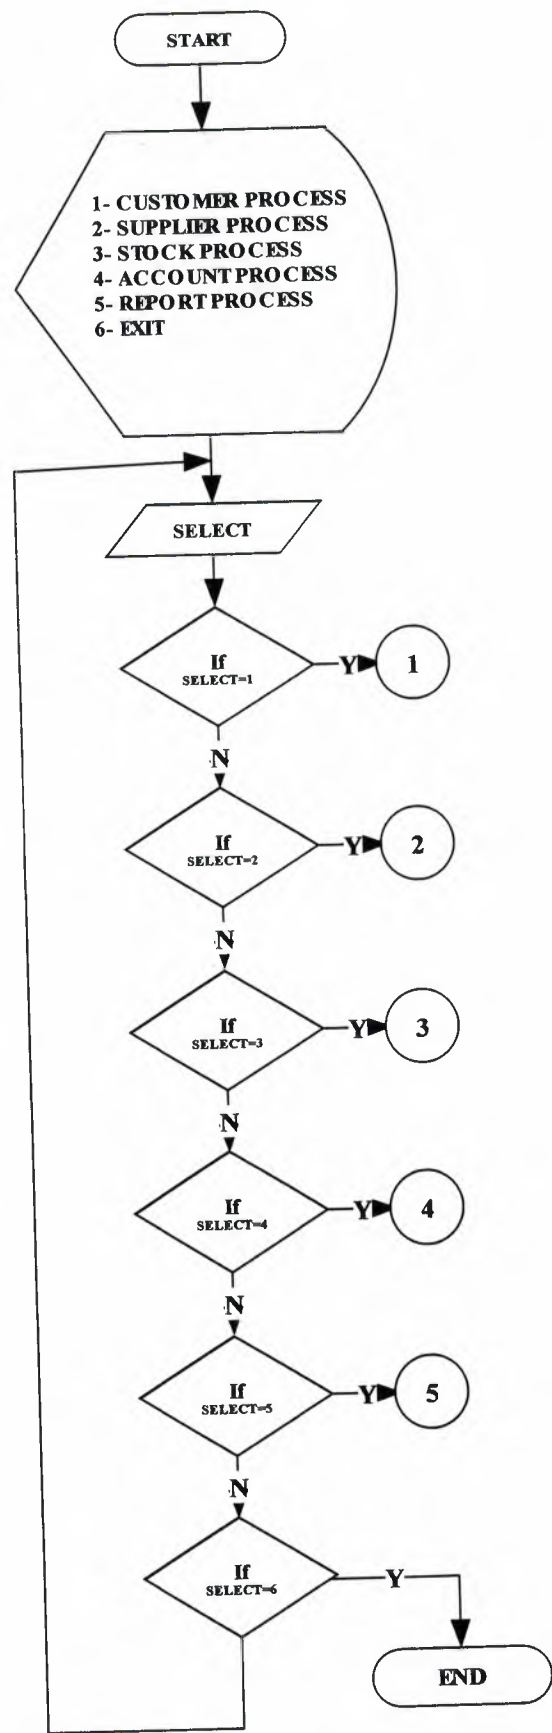 START
1- CUSTOMER PROCESS
2- SUPPLIER PROCESS
3- STOCK PROCESS
4- ACCOUNT PROCESS
5- REPORT PROCESS
6- EXIT
SELECT
If
SELECT=1
Y
1
N
If
SELECT=2
Y
2
N
If
SELECT=3
Y
3
N
If
SELECT=4
Y
4
N
If
SELECT=5
Y
5
N
If
SELECT=6
Y
END